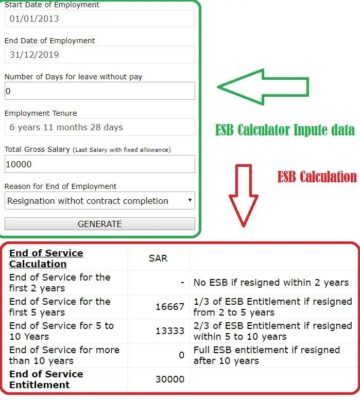 Start Date of Employment
01/01/2013
End Date of Employment
31/12/2019
Number of Days for leave without pay
0
Employment Tenure
6 years 11 months 28 days
Total Gross Salary (Last Salary with fixed allowance)
10000
Reason for End of Employment
Resignation withot contract completion
GENERATE
ESB Calculator Inpute data
ESB Calculation
End of Service
Calculation
SAR
End of Service for the
first 2 years
-
No ESB if resigned within 2 years
End of Service for the
first 5 years
16667
1/3 of ESB Entitlement if resigned
from 2 to 5 years
End of Service for 5 to
10 Years
13333
2/3 of ESB Entitlement if resigned
within 5 to 10 years
End of Service for more
than 10 years
0
Full ESB entitlement if resigned
after 10 years
End of Service
Entitlement
30000